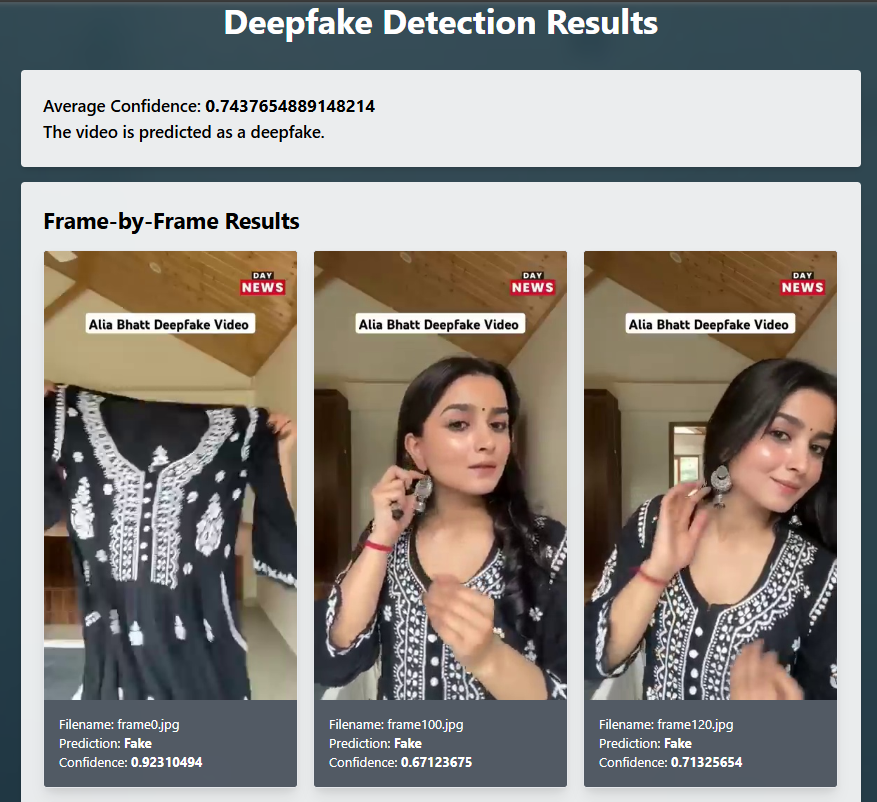 Deepfake Detection Results
Average Confidence: 0.7437654889148214
The video is predicted as a deepfake.
Frame-by-Frame Results
DAY
NEWS
Alia Bhatt Deepfake Video
Filename: frame0.jpg
Prediction: Fake
Confidence: 0.92310494
DAY
NEWS
Alia Bhatt Deepfake Video
Filename: frame100.jpg
Prediction: Fake
Confidence: 0.67123675
DAY
NEWS
Alia Bhatt Deepfake Video
Filename: frame120.jpg
Prediction: Fake
Confidence: 0.71325654